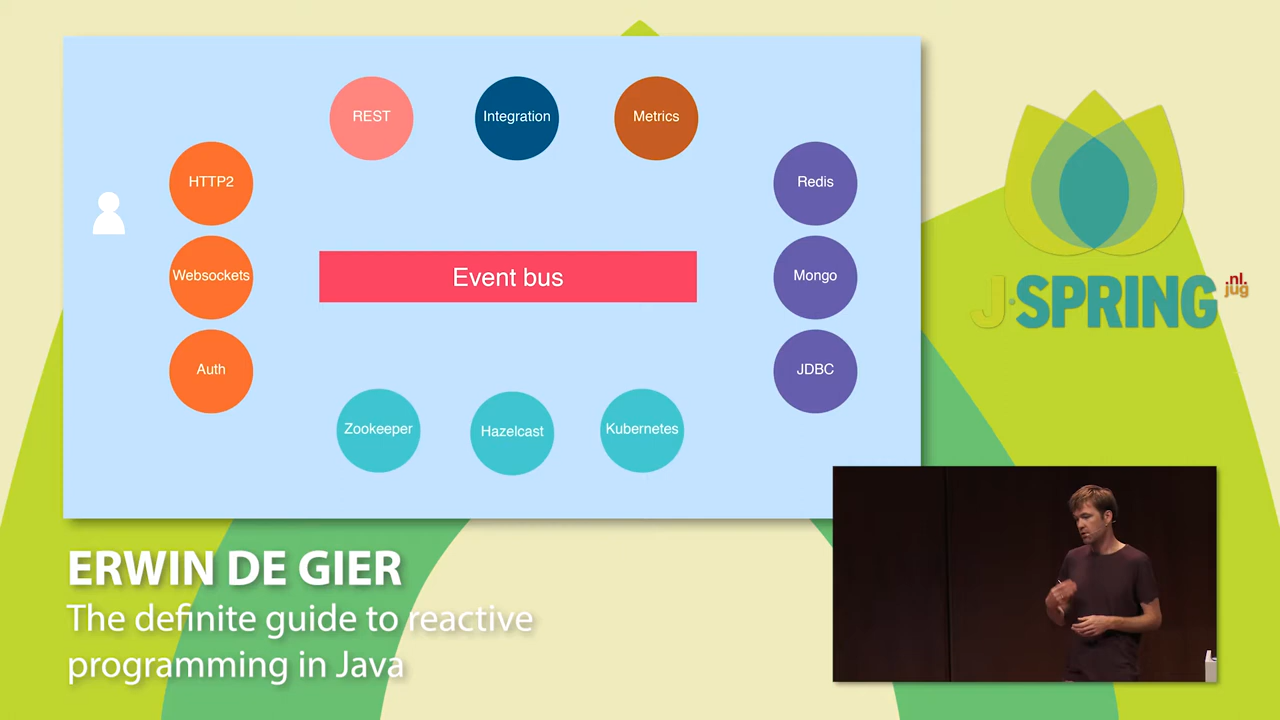 REST
Integration
Metrics
HTTP2
Redis
Websockets
Event bus
Mongo
Auth
JDBC
Zookeeper
Hazelcast
Kubernetes
J·SPRING
.nl.
jug
ERWIN DE GIER
The definite guide to reactive
programming in Java